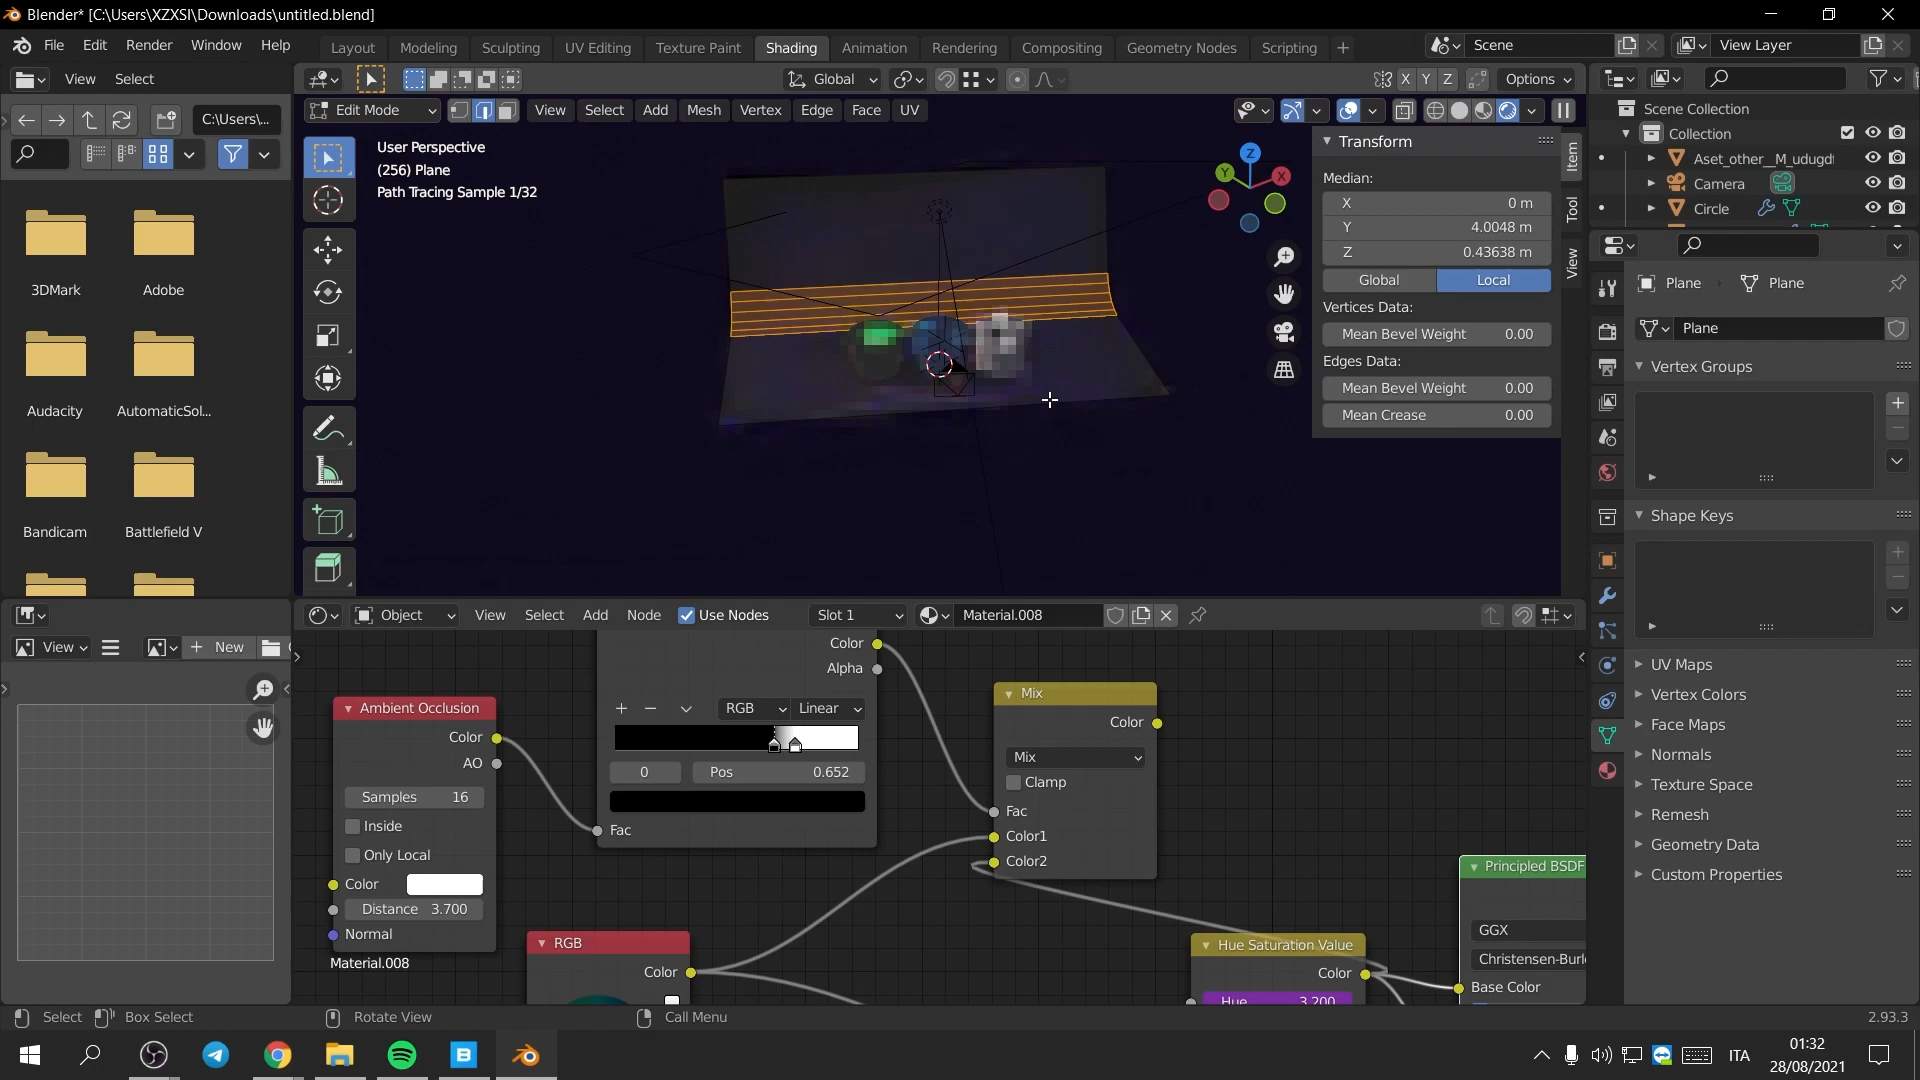 Blender* [C:\Users\XZXSI\Downloads\untitled.blend]
File Edit Render Window Help Layout Modeling Sculpting UV Editing Texture Paint Shading Animation Rendering Compositing Geometry Nodes Scripting + Scene View Layer
View Select Global X Y Z Options
C:\Users\... Edit Mode View Select Add Mesh Vertex Edge Face UV
Scene Collection
Collection
Aset_other__M_udugd
Camera
Circle
User Perspective
(256) Plane
Path Tracing Sample 1/32
Z
Y
X
Transform
Median:
X 0 m
Y 4.0048 m
Z 0.43638 m
Global Local
Vertices Data:
Mean Bevel Weight 0.00
Edges Data:
Mean Bevel Weight 0.00
Mean Crease 0.00
Item
Tool
View
3DMark Adobe
Audacity AutomaticSol...
Bandicam Battlefield V
Plane Plane
Plane
Vertex Groups
Shape Keys
UV Maps
Vertex Colors
Face Maps
Normals
Texture Space
Remesh
Geometry Data
Custom Properties
Object View Select Add Node Use Nodes Slot 1 Material.008
View New
Color
Alpha
RGB Linear
0 Pos 0.652
Fac
Ambient Occlusion
Color
AO
Samples 16
Inside
Only Local
Color
Distance 3.700
Normal
Material.008
RGB
Color
Mix
Color
Mix
Clamp
Fac
Color1
Color2
Hue Saturation Value
Color
Hue 3.200
Principled BSDF
GGX
Christensen-Burl
Base Color
Select Box Select Rotate View Call Menu 2.93.3
ITA
01:32
28/08/2021